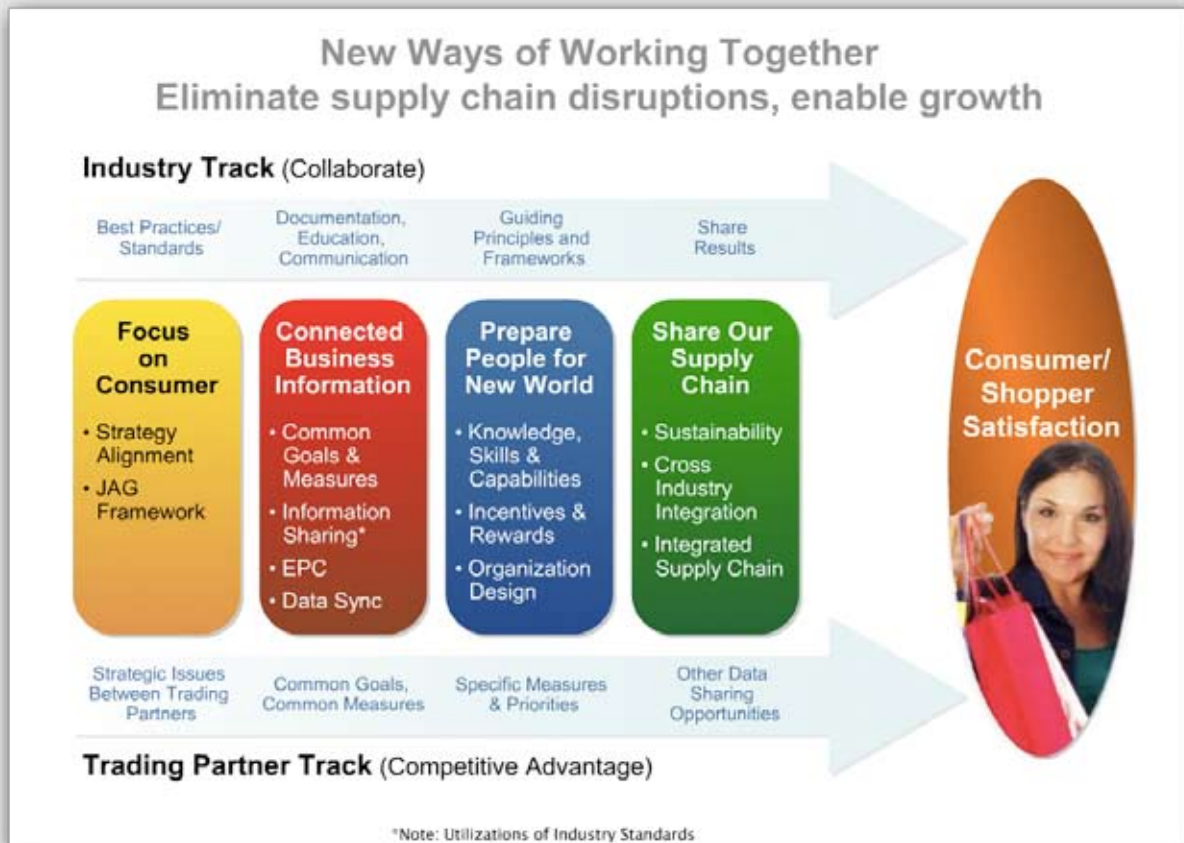 New Ways of Working Together
Eliminate supply chain disruptions, enable growth
Industry Track (Collaborate)
Best Practices/
Standards
Documentation,
Education,
Communication
Guiding
Principles and
Frameworks
Share
Results
Focus
on
Consumer
• Strategy
Alignment
• JAG
Framework
Connected
Business
Information
• Common
Goals &
Measures
• Information
Sharing*
• EPC
• Data Sync
Prepare
People for
New World
• Knowledge,
Skills &
Capabilities
• Incentives &
Rewards
• Organization
Design
Share Our
Supply
Chain
• Sustainability
• Cross
Industry
Integration
• Integrated
Supply Chain
Consumer/
Shopper
Satisfaction
Strategic Issues
Between Trading
Partners
Common Goals,
Common Measures
Specific Measures
& Priorities
Other Data
Sharing
Opportunities
Trading Partner Track (Competitive Advantage)
*Note: Utilizations of Industry Standards